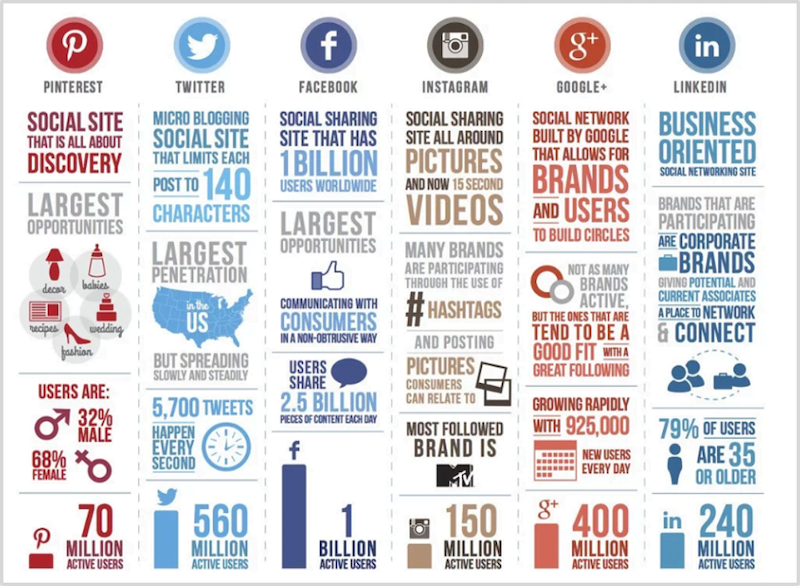 PINTEREST
SOCIAL SITE
THAT IS ALL ABOUT
DISCOVERY
LARGEST
OPPORTUNITIES
decor
babies
recipes
wedding
fashion
USERS ARE:
32%
MALE
68%
FEMALE
70
MILLION
ACTIVE USERS
TWITTER
MICRO BLOGGING
SOCIAL SITE
THAT LIMITS EACH
POST TO 140
CHARACTERS
LARGEST
PENETRATION
in the
US
BUT SPREADING
SLOWLY AND STEADILY
5,700 TWEETS
HAPPEN
EVERY
SECOND
560
MILLION
ACTIVE USERS
f
FACEBOOK
SOCIAL SHARING
SITE THAT HAS
1 BILLION
USERS WORLDWIDE
LARGEST
OPPORTUNITIES
COMMUNICATING WITH
CONSUMERS
IN A NON-OBTRUSIVE WAY
USERS
SHARE
2.5 BILLION
PIECES OF CONTENT EACH DAY
f
1
BILLION
ACTIVE USERS
INSTAGRAM
SOCIAL SHARING
SITE ALL AROUND
PICTURES
AND NOW 15 SECOND
VIDEOS
MANY BRANDS
ARE PARTICIPATING
THROUGH THE USE OF
# HASHTAGS
AND POSTING
PICTURES
CONSUMERS
CAN RELATE TO
MOST FOLLOWED
BRAND IS
MTV
150
MILLION
ACTIVE USERS
g+
GOOGLE+
SOCIAL NETWORK
BUILT BY GOOGLE
THAT ALLOWS FOR
BRANDS
AND USERS
TO BUILD CIRCLES
NOT AS MANY
BRANDS
ACTIVE,
BUT THE ONES THAT ARE
TEND TO BE A
GOOD FIT WITH A
GREAT FOLLOWING
GROWING RAPIDLY
WITH 925,000
NEW USERS
EVERY DAY
g+
400
MILLION
ACTIVE USERS
in
LINKEDIN
BUSINESS
ORIENTED
SOCIAL NETWORKING SITE
BRANDS THAT ARE
PARTICIPATING
ARE CORPORATE
BRANDS
GIVING POTENTIAL AND
CURRENT ASSOCIATES
A PLACE TO NETWORK
& CONNECT
79% OF USERS
ARE 35
OR OLDER
in
240
MILLION
ACTIVE USERS